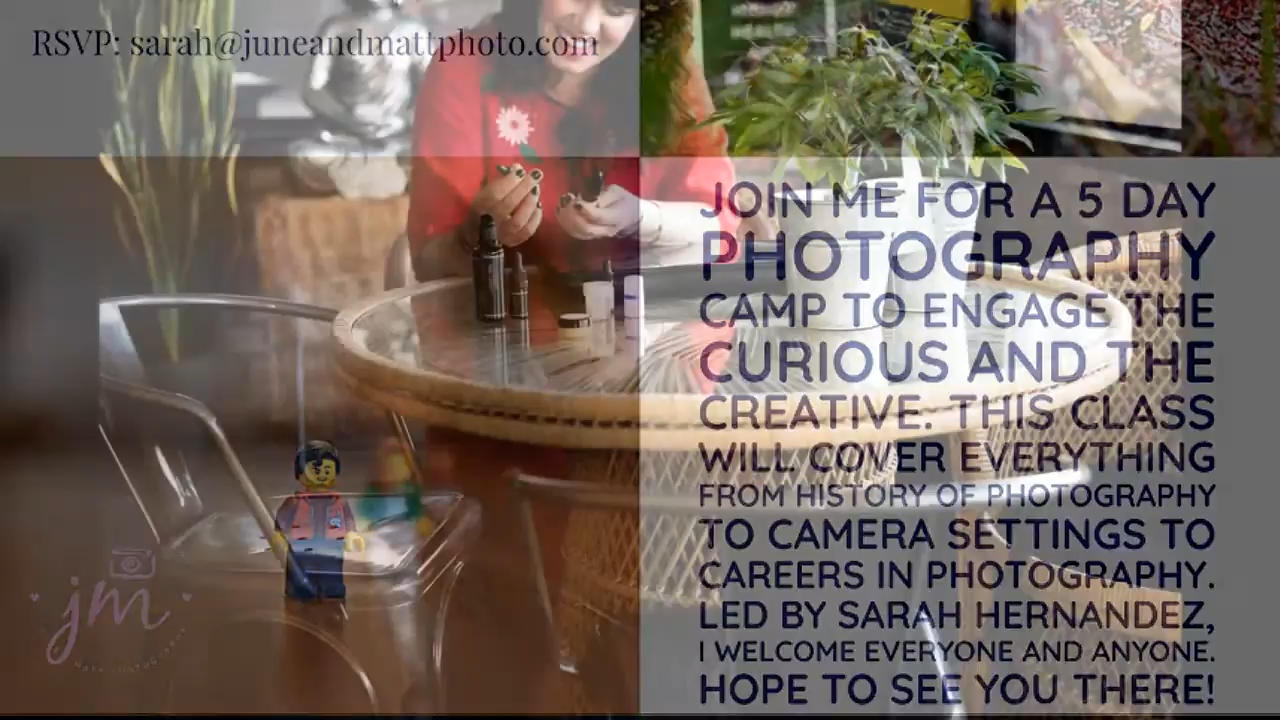 RSVP: sarah@juneandmattphoto.com
JOIN ME FOR A 5 DAY
PHOTOGRAPHY
CAMP TO ENGAGE THE
CURIOUS AND THE
CREATIVE. THIS CLASS
WILL COVER EVERYTHING
FROM HISTORY OF PHOTOGRAPHY
TO CAMERA SETTINGS TO
CAREERS IN PHOTOGRAPHY.
LED BY SARAH HERNANDEZ,
I WELCOME EVERYONE AND ANYONE.
HOPE TO SEE YOU THERE!
jm